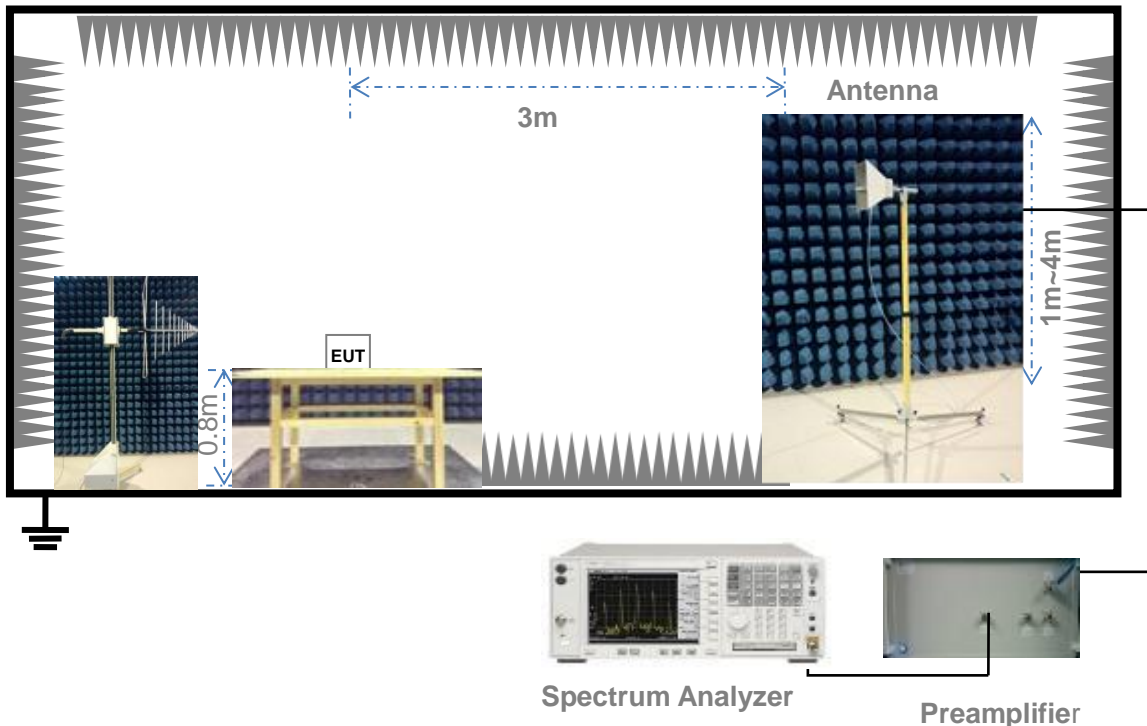 Antenna
3m
1m~4m
EUT
0.8m
Spectrum Analyzer
Preamplifier